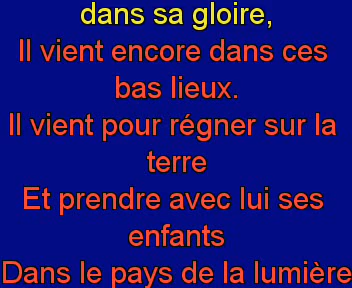 dans sa gloire,
Il vient encore dans ces
bas lieux.
Il vient pour régner sur la
terre
Et prendre avec lui ses
enfants
Dans le pays de la lumière